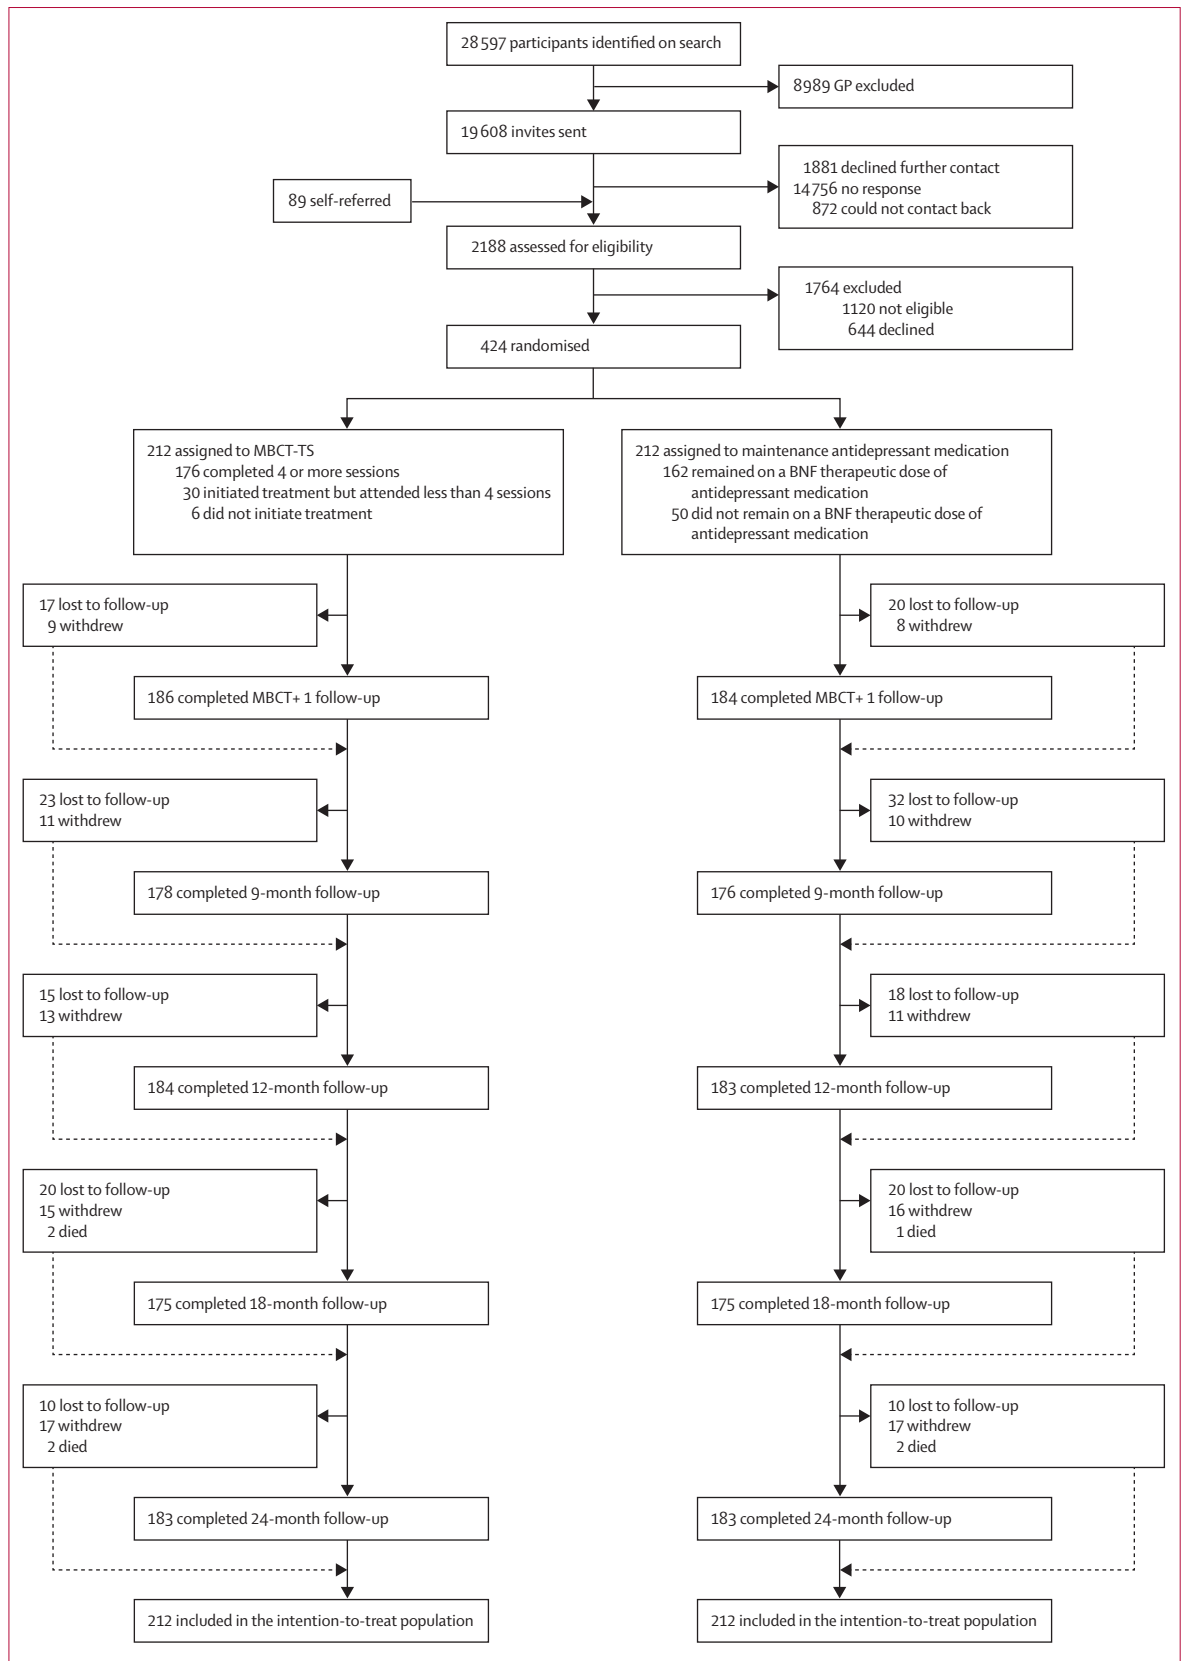 28 597 participants identified on search
8989 GP excluded
19 608 invites sent
1881 declined further contact
14 756 no response
872 could not contact back
89 self-referred
2188 assessed for eligibility
1764 excluded
1120 not eligible
644 declined
424 randomised
212 assigned to MBCT-TS
176 completed 4 or more sessions
30 initiated treatment but attended less than 4 sessions
6 did not initiate treatment
212 assigned to maintenance antidepressant medication
162 remained on a BNF therapeutic dose of
antidepressant medication
50 did not remain on a BNF therapeutic dose of
antidepressant medication
17 lost to follow-up
9 withdrew
20 lost to follow-up
8 withdrew
186 completed MBCT+ 1 follow-up
184 completed MBCT+ 1 follow-up
23 lost to follow-up
11 withdrew
32 lost to follow-up
10 withdrew
178 completed 9-month follow-up
176 completed 9-month follow-up
15 lost to follow-up
13 withdrew
18 lost to follow-up
11 withdrew
184 completed 12-month follow-up
183 completed 12-month follow-up
20 lost to follow-up
15 withdrew
2 died
20 lost to follow-up
16 withdrew
1 died
175 completed 18-month follow-up
175 completed 18-month follow-up
10 lost to follow-up
17 withdrew
2 died
10 lost to follow-up
17 withdrew
2 died
183 completed 24-month follow-up
183 completed 24-month follow-up
212 included in the intention-to-treat population
212 included in the intention-to-treat population